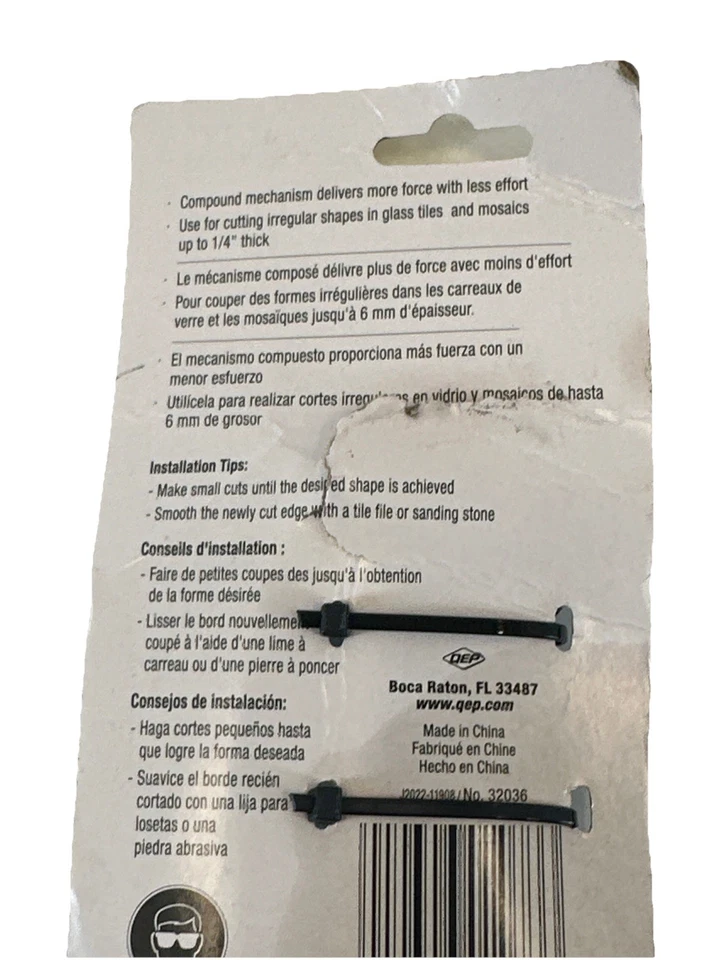 · Compound mechanism delivers more force with less effort
· Use for cutting irregular shapes in glass tiles and mosaics
up to 1/4" thick
· Le mécanisme composé délivre plus de force avec moins d'effort
· Pour couper des formes irrégulières dans les carreaux de
verre et les mosaïques jusqu'à 6 mm d'épaisseur.
· El mecanismo compuesto proporciona más fuerza con un
menor esfuerzo
· Utilícela para realizar cortes irregulares en vidrio y mosaicos de hasta
6 mm de grosor
Installation Tips:
- Make small cuts until the desired shape is achieved
- Smooth the newly cut edge with a tile file or sanding stone
Conseils d'installation :
- Faire de petites coupes des jusqu'à l'obtention
de la forme désirée
- Lisser le bord nouvellement
coupé à l'aide d'une lime à
carreau ou d'une pierre à poncer
Consejos de instalación:
- Haga cortes pequeños hasta
que logre la forma deseada
- Suavice el borde recién
cortado con una lija para
losetas o una
piedra abrasiva
QEP
Boca Raton, FL 33487
www.qep.com
Made in China
Fabriqué en Chine
Hecho en China
J2022-11908 / No. 32036